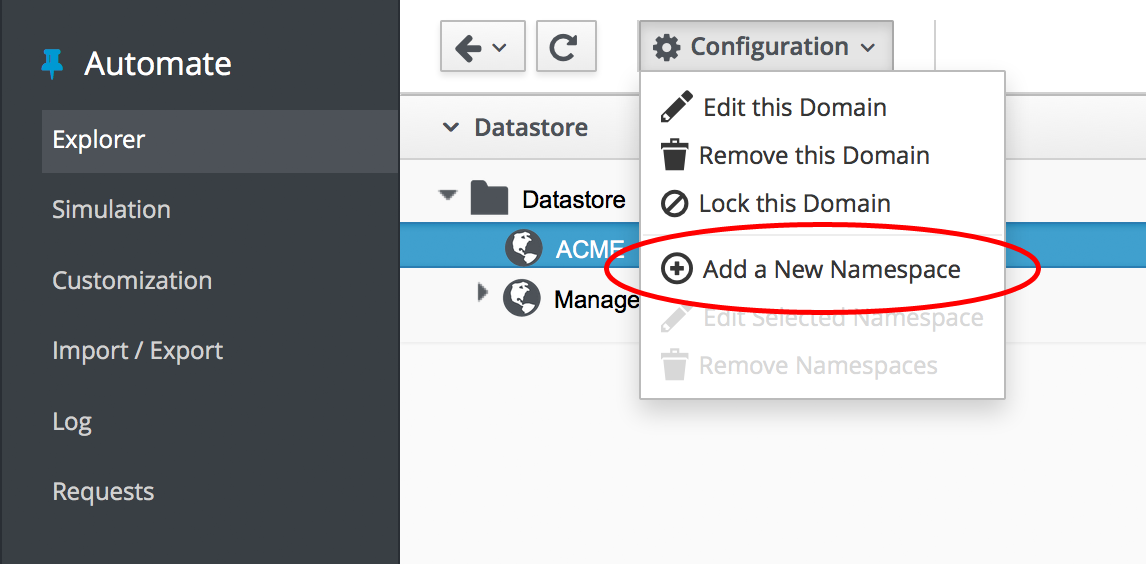 Automate
Explorer
Simulation
Customization
Import / Export
Log
Requests
Configuration
Edit this Domain
Remove this Domain
Lock this Domain
Add a New Namespace
Edit Selected Namespace
Remove Namespaces
Datastore
Datastore
ACME
Manage